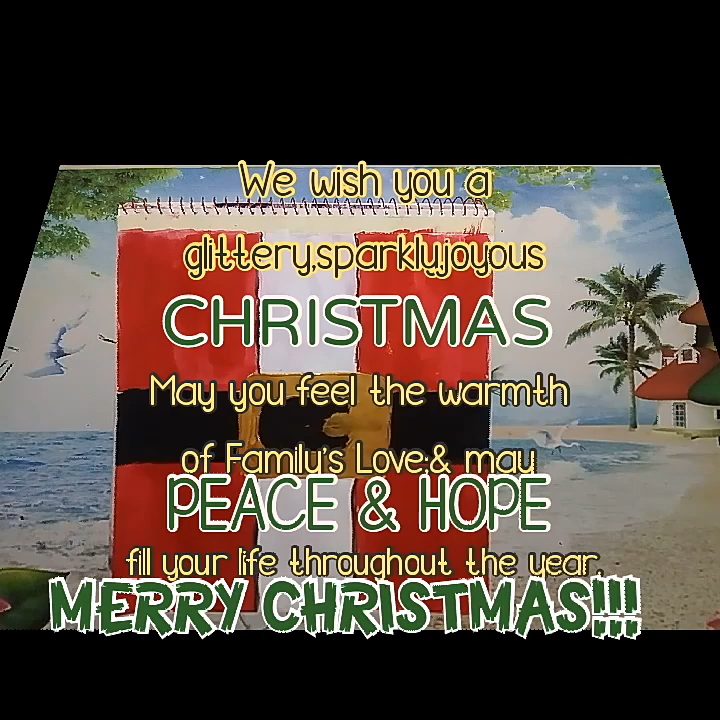 We wish you a
glittery,sparkly,joyous
CHRISTMAS
May you feel the warmth
of Family's Love,& may
PEACE & HOPE
fill your life throughout the year.
MERRY CHRISTMAS!!!